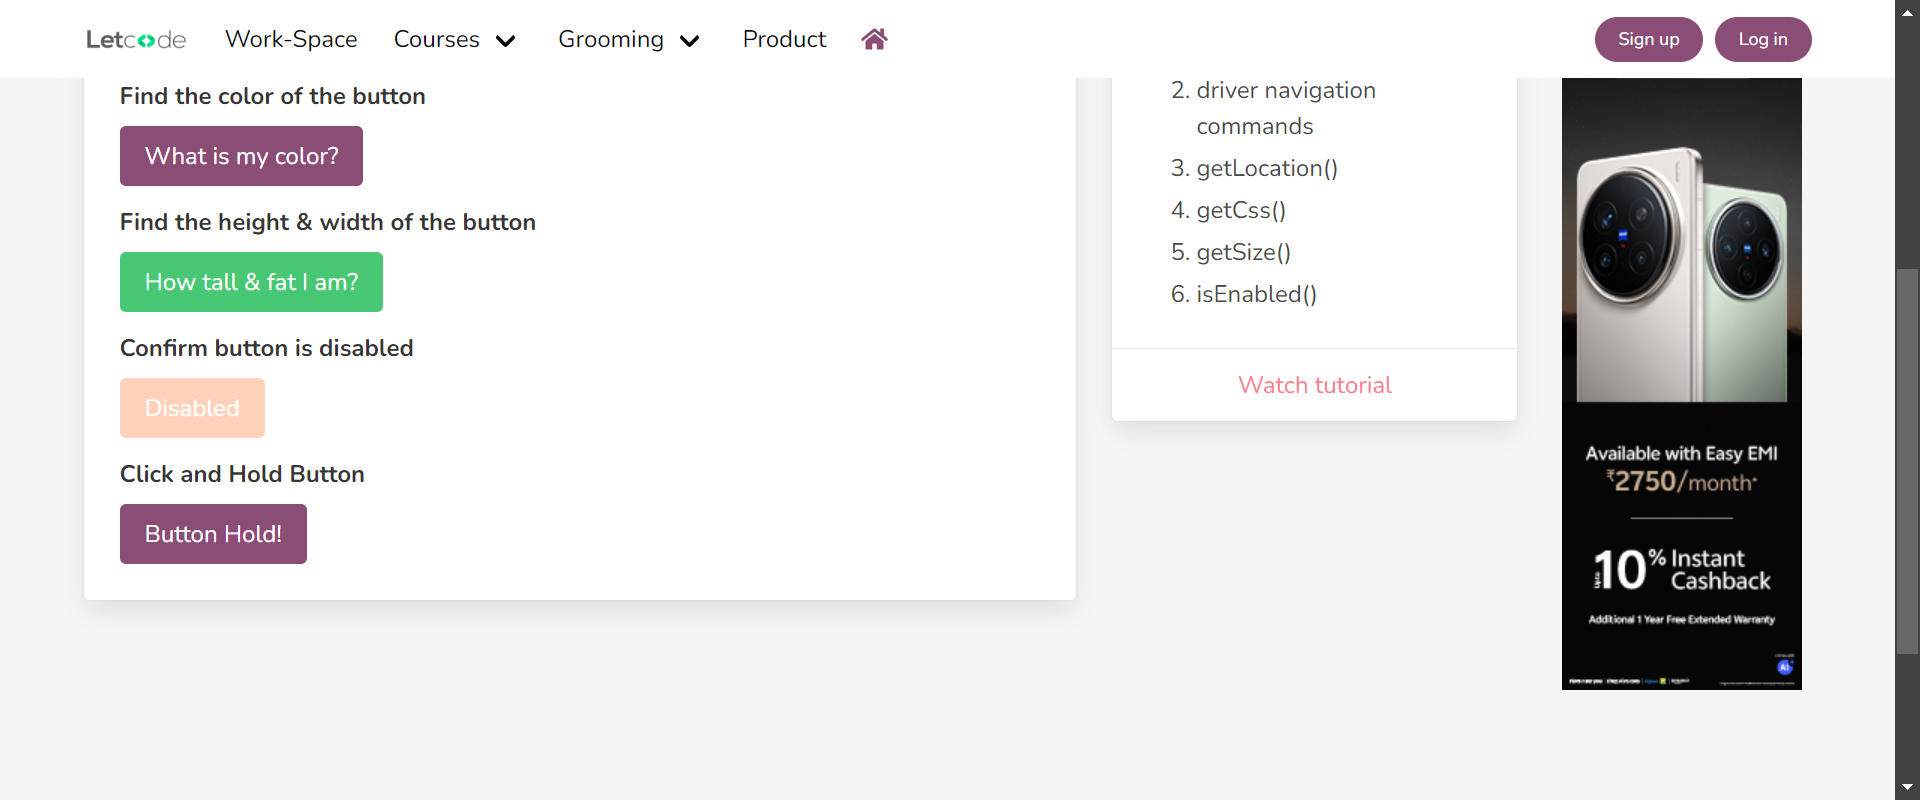 Letcode
Work-Space
Courses
Grooming
Product
Sign up
Log in
Find the color of the button
What is my color?
Find the height & width of the button
How tall & fat I am?
Confirm button is disabled
Disabled
Click and Hold Button
Button Hold!
2. driver navigation
commands
3. getLocation()
4. getCss()
5. getSize()
6. isEnabled()
Watch tutorial
Available with Easy EMI
₹2750/month*
Upto 10% Instant
Cashback
Additional 1 Year Free Extended Warranty
AI